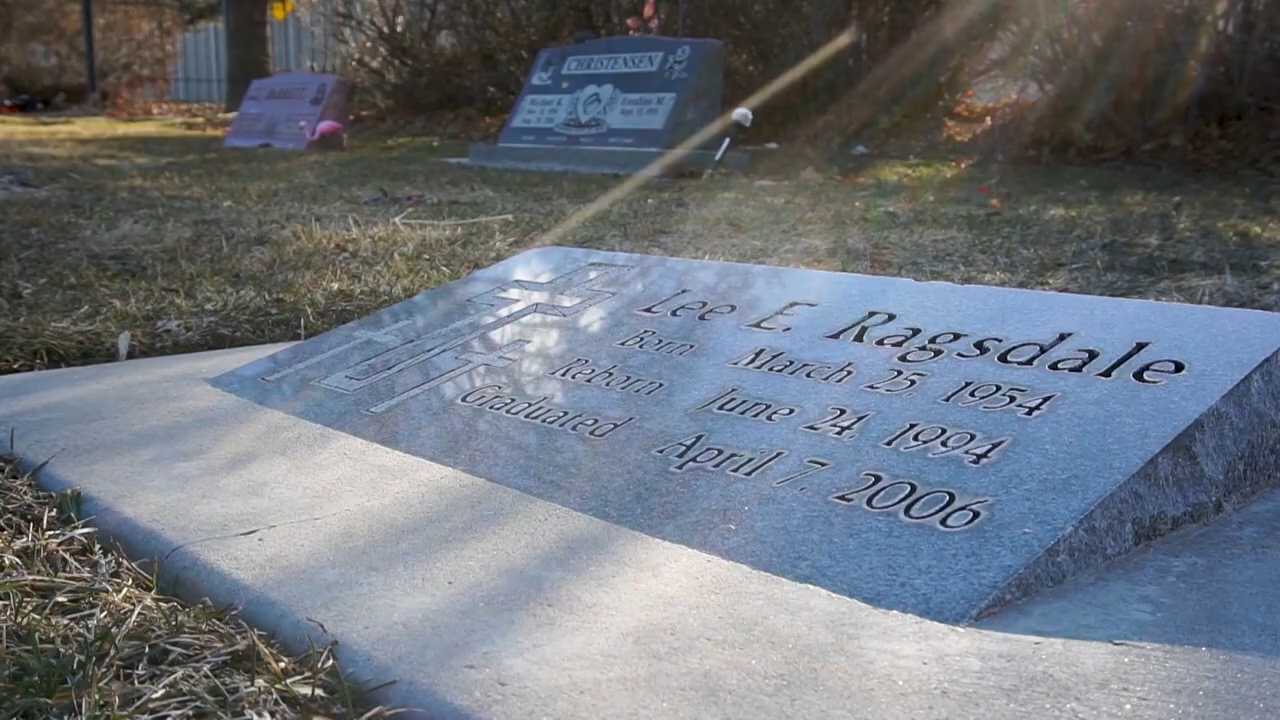 CHRISTENSEN
Lee E. Ragsdale
Born March 25, 1954
Reborn June 24, 1994
Graduated April 7, 2006